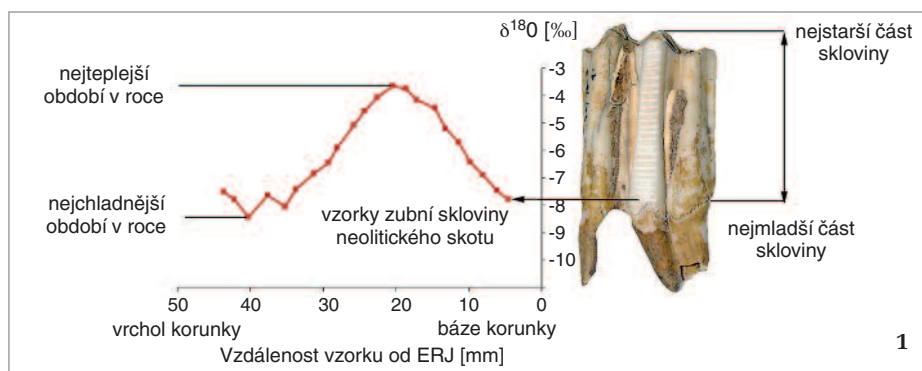 δ¹⁸O [‰]
nejstarší část
skloviny
nejteplejší
období v roce
-3
-4
-5
-6
-7
-8
-9
-10
nejchladnější
období v roce
vzorky zubní skloviny
neolitického skotu
nejmladší část
skloviny
50 40 30 20 10 0
vrchol korunky báze korunky
Vzdálenost vzorku od ERJ [mm]
1